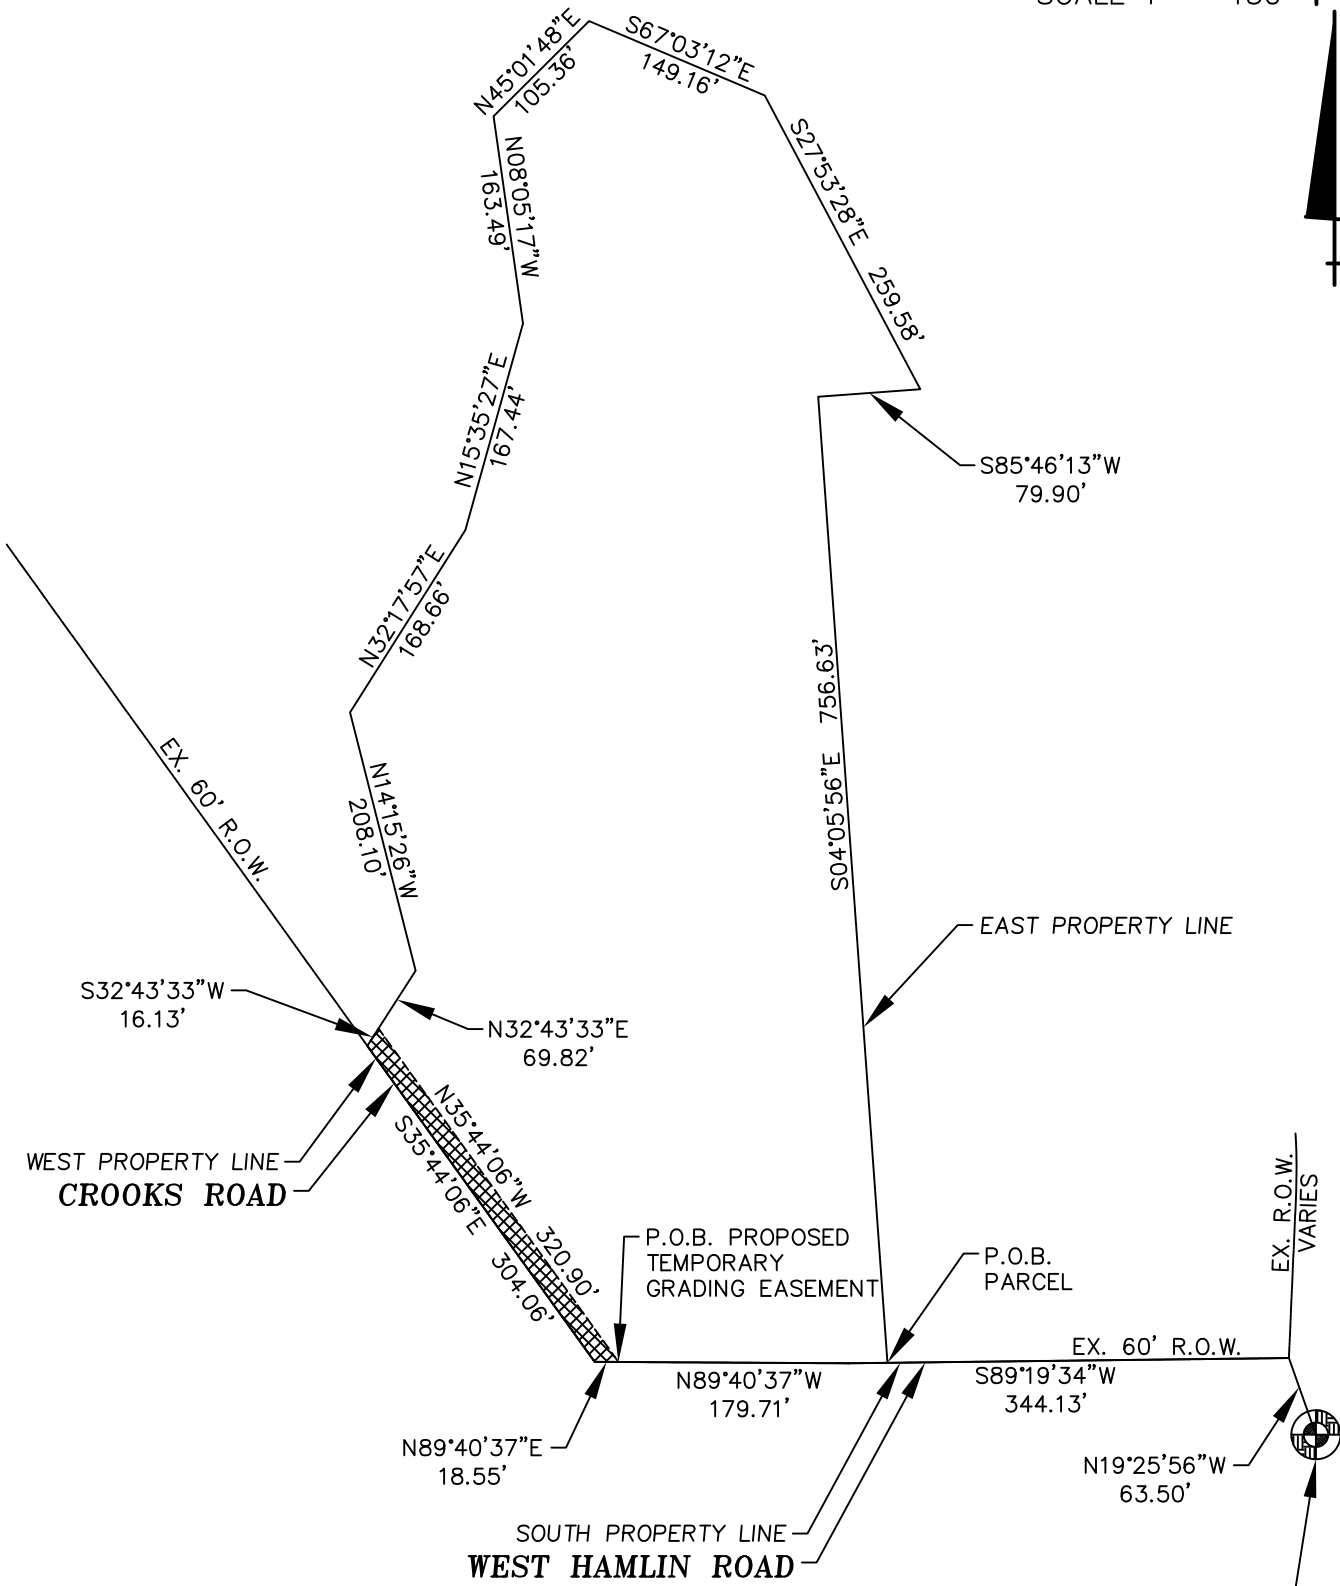 N45°01'48"E
105.36'
S67°03'12"E
149.16'
N08°05'17"W
163.49'
S27°53'28"E 259.58'
N15°35'27"E
167.44'
S85°46'13"W
79.90'
N32°17'57"E
168.66'
S04°05'56"E 756.63'
EX. 60' R.O.W.
N14°15'26"W
208.10'
EAST PROPERTY LINE
S32°43'33"W
16.13'
N32°43'33"E
69.82'
WEST PROPERTY LINE
CROOKS ROAD
N35°44'06"W 320.90'
S35°44'06"E 304.06'
P.O.B. PROPOSED
TEMPORARY
GRADING EASEMENT
P.O.B.
PARCEL
EX. R.O.W.
VARIES
EX. 60' R.O.W.
N89°40'37"W
179.71'
S89°19'34"W
344.13'
N89°40'37"E
18.55'
N19°25'56"W
63.50'
SOUTH PROPERTY LINE
WEST HAMLIN ROAD